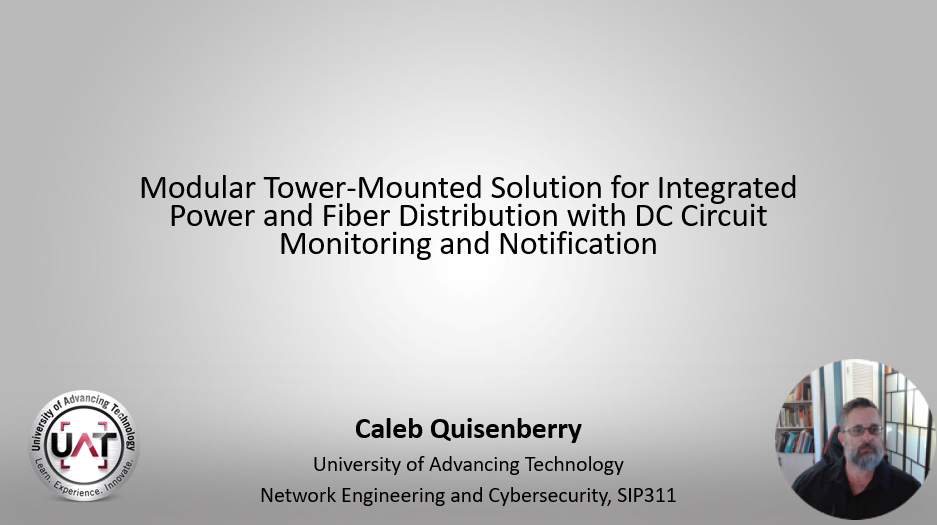 Modular Tower-Mounted Solution for Integrated
Power and Fiber Distribution with DC Circuit
Monitoring and Notification
Caleb Quisenberry
University of Advancing Technology
Network Engineering and Cybersecurity, SIP311
University of Advancing Technology
UAT
Learn. Experience. Innovate.